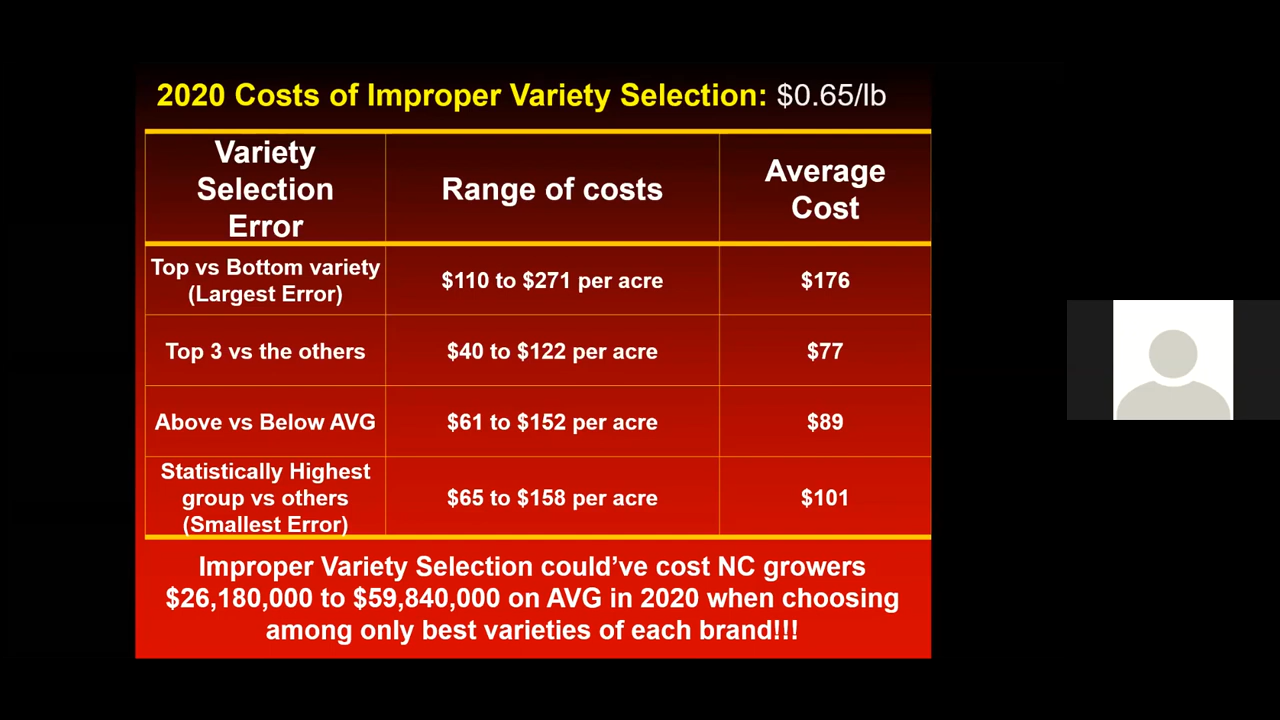 2020 Costs of Improper Variety Selection: $0.65/lb
Variety
Selection
Error
Range of costs
Average
Cost
Top vs Bottom variety
(Largest Error)
$110 to $271 per acre
$176
Top 3 vs the others
$40 to $122 per acre
$77
Above vs Below AVG
$61 to $152 per acre
$89
Statistically Highest
group vs others
(Smallest Error)
$65 to $158 per acre
$101
Improper Variety Selection could’ve cost NC growers
$26,180,000 to $59,840,000 on AVG in 2020 when choosing
among only best varieties of each brand!!!